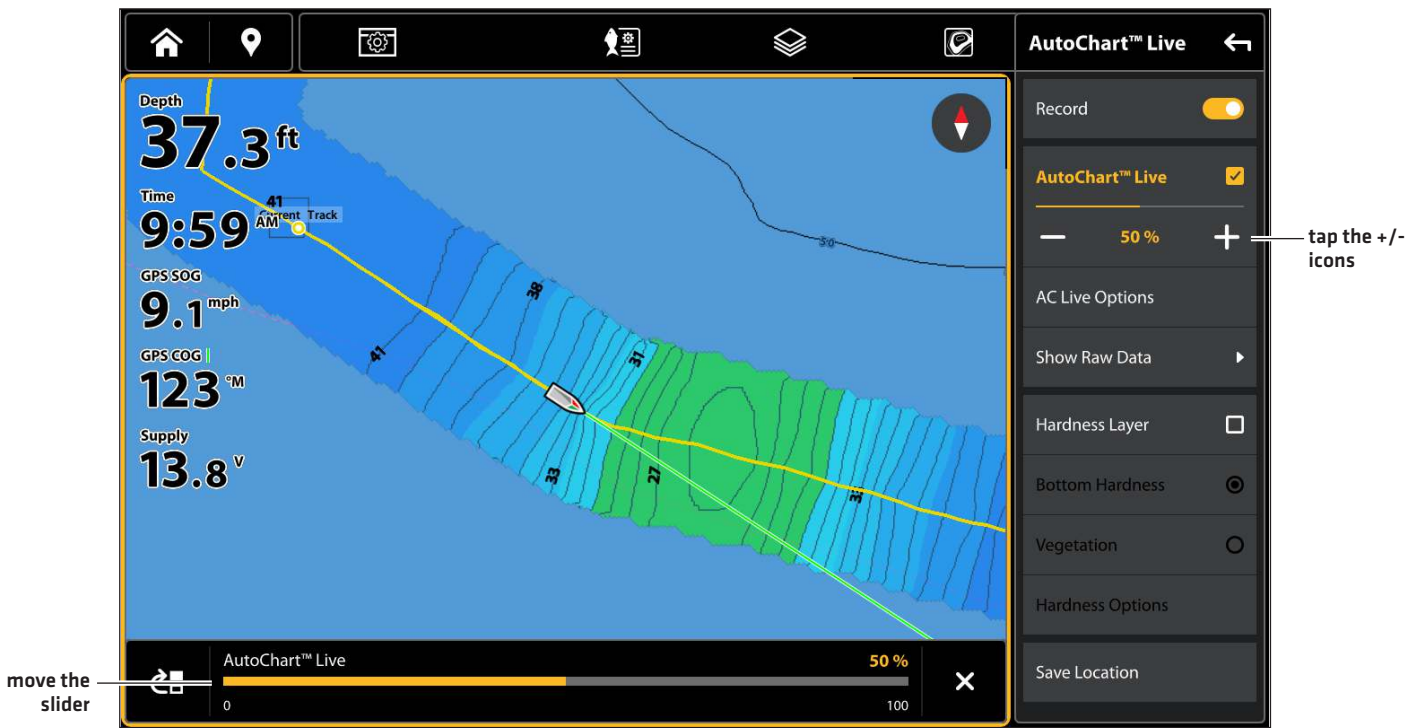 AutoChart™ Live
Depth
37.3 ft
Time
9:59 AM
GPS SOG
9.1 mph
GPS COG
123 °M
Supply
13.8 V
41
Current Track
50
38
41
31
33
27
Record
AutoChart™ Live
50 %
AC Live Options
Show Raw Data
Hardness Layer
Bottom Hardness
Vegetation
Hardness Options
Save Location
tap the +/-
icons
move the
slider
AutoChart™ Live 50 %
0 100